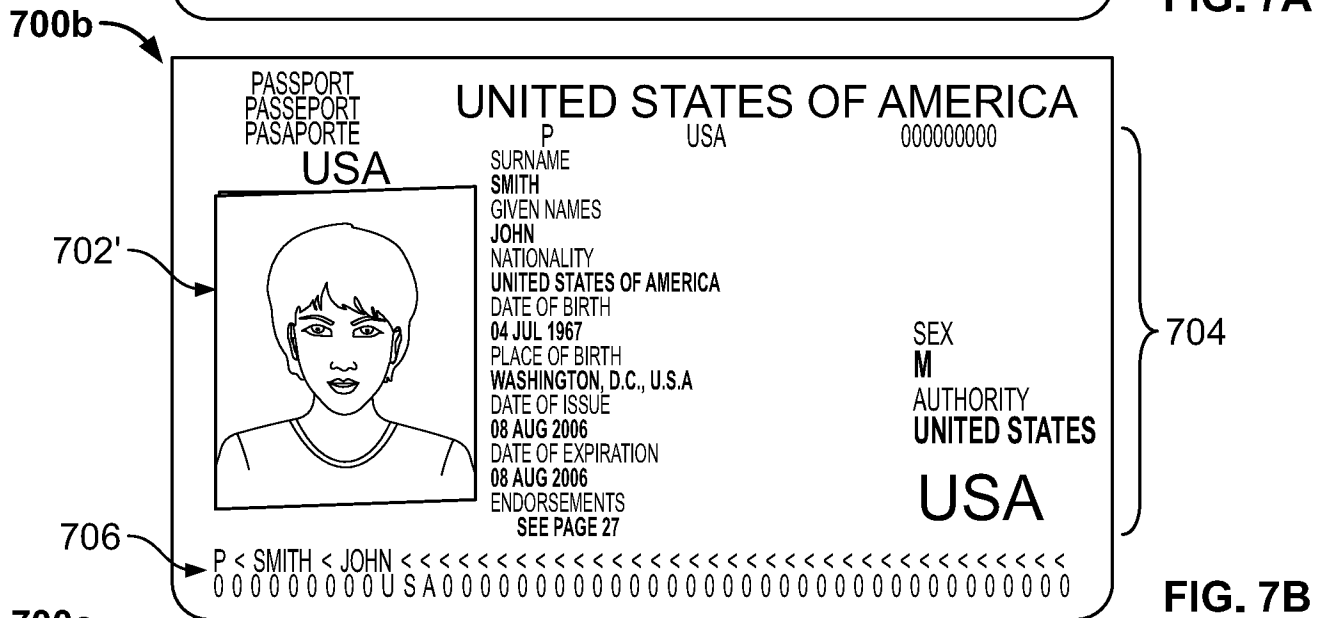 FIG. 7A
700b
PASSPORT
PASSEPORT
PASAPORTE
USA
UNITED STATES OF AMERICA
P USA 000000000
SURNAME
SMITH
GIVEN NAMES
JOHN
NATIONALITY
UNITED STATES OF AMERICA
DATE OF BIRTH
04 JUL 1967
PLACE OF BIRTH
WASHINGTON, D.C., U.S.A
DATE OF ISSUE
08 AUG 2006
DATE OF EXPIRATION
08 AUG 2006
ENDORSEMENTS
SEE PAGE 27
SEX
M
AUTHORITY
UNITED STATES
USA
702'
704
706
P < SMITH < JOHN < < < < < < < < < < < < < < < < < < < < < < < < < < < < < < < < < <
0 0 0 0 0 0 0 0 0 U S A 0 0 0 0 0 0 0 0 0 0 0 0 0 0 0 0 0 0 0 0 0 0 0 0 0 0 0 0 0 0 0 0
FIG. 7B